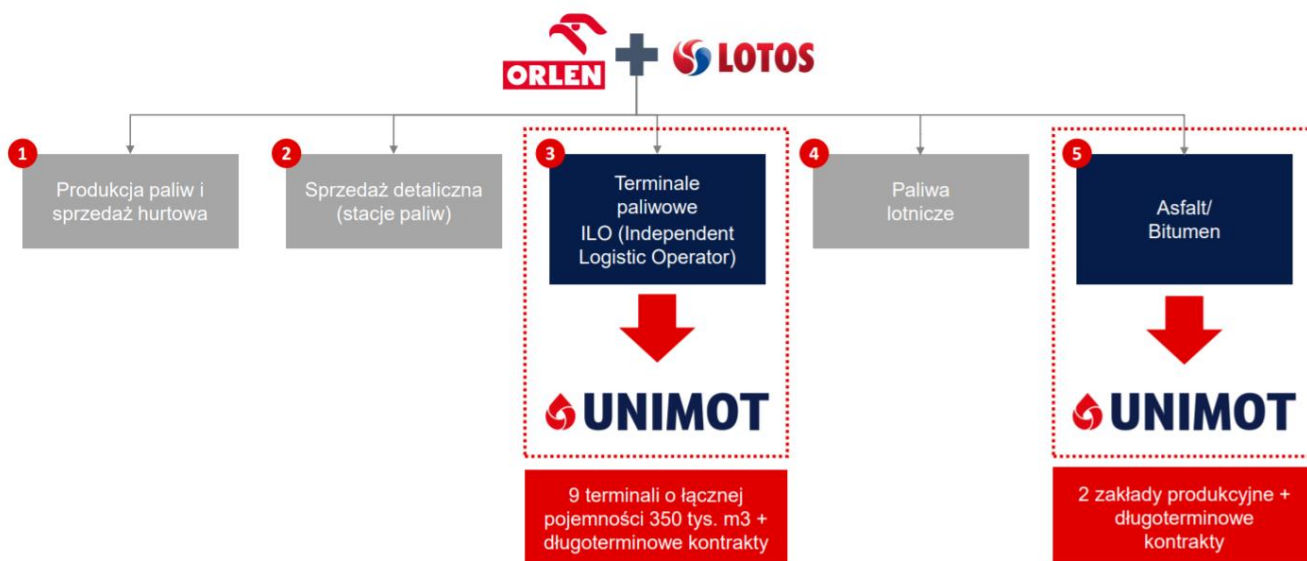 ORLEN
LOTOS
1
Produkcja paliw i
sprzedaż hurtowa
2
Sprzedaż detaliczna
(stacje paliw)
3
Terminale
paliwowe
ILO (Independent
Logistic Operator)
4
Paliwa
lotnicze
5
Asfalt/
Bitumen
UNIMOT
UNIMOT
9 terminali o łącznej
pojemności 350 tys. m3 +
długoterminowe kontrakty
2 zakłady produkcyjne +
długoterminowe
kontrakty